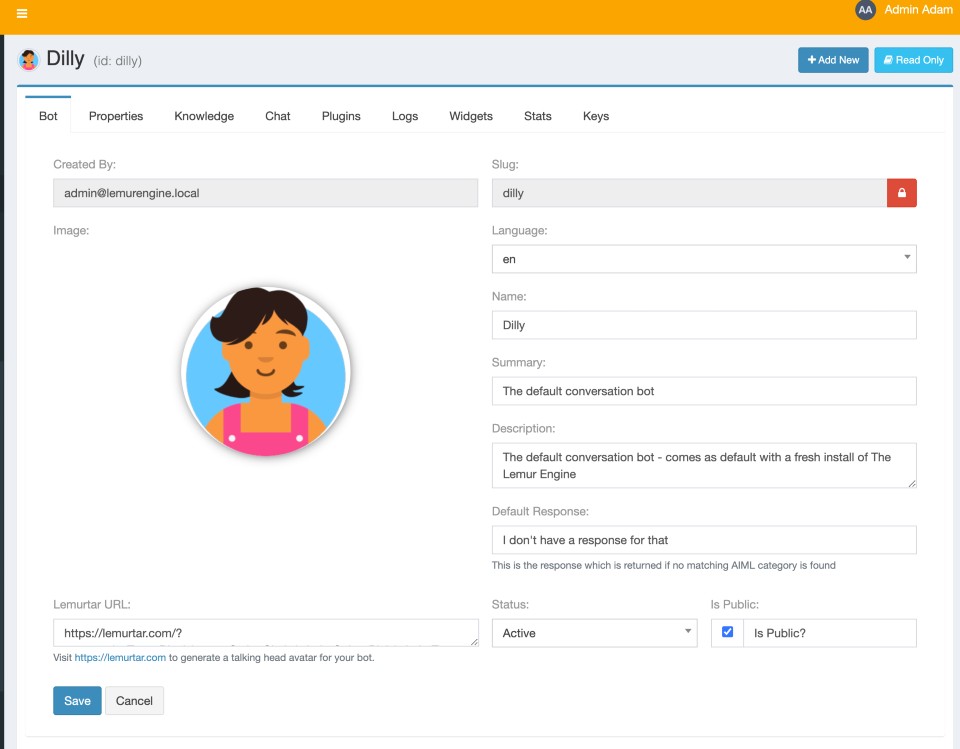 AA Admin Adam
Dilly (id: dilly)
Add New Read Only
Bot Properties Knowledge Chat Plugins Logs Widgets Stats Keys
Created By:
admin@lemurengine.local
Slug:
dilly
Image:
Language:
en
Name:
Dilly
Summary:
The default conversation bot
Description:
The default conversation bot - comes as default with a fresh install of The
Lemur Engine
Default Response:
I don't have a response for that
This is the response which is returned if no matching AIML category is found
Lemurtar URL:
https://lemurtar.com/?
Visit https://lemurtar.com to generate a talking head avatar for your bot.
Status:
Active
Is Public:
Is Public?
Save Cancel